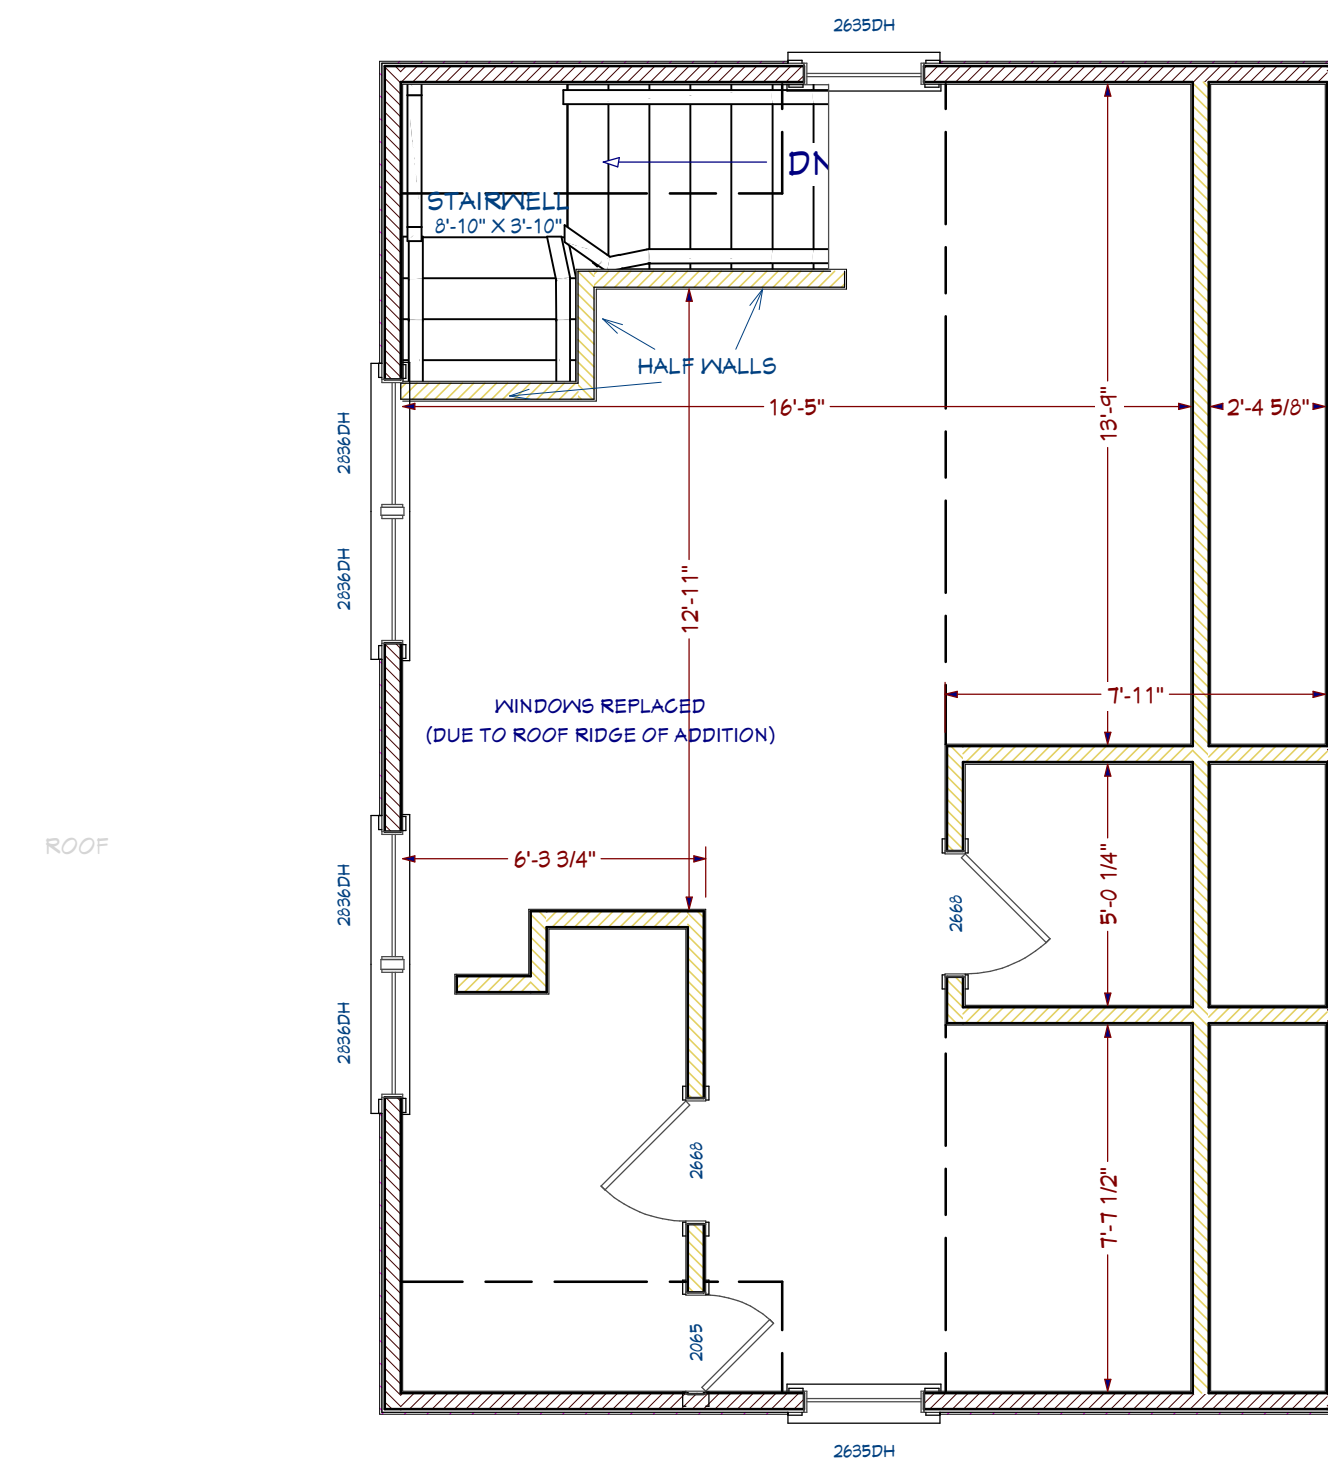 2635DH
DN
STAIRWELL
8'-10" X 3'-10"
HALF WALLS
16'-5"
13'-9"
2'-4 5/8"
2836DH
2836DH
12'-11"
7'-11"
WINDOWS REPLACED
(DUE TO ROOF RIDGE OF ADDITION)
ROOF
6'-3 3/4"
2836DH
2668
5'-0 1/4"
2836DH
2668
7'-7 1/2"
2065
2635DH